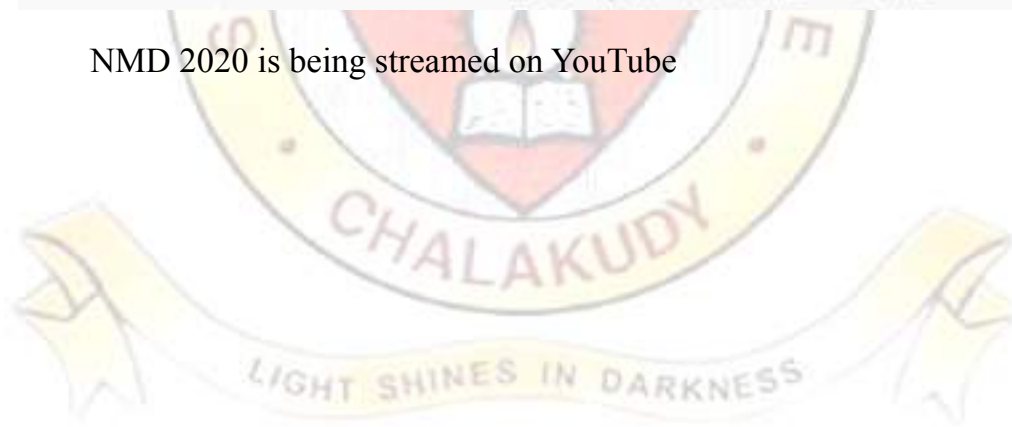 NMD 2020 is being streamed on YouTube
CHALAKUDY
LIGHT SHINES IN DARKNESS